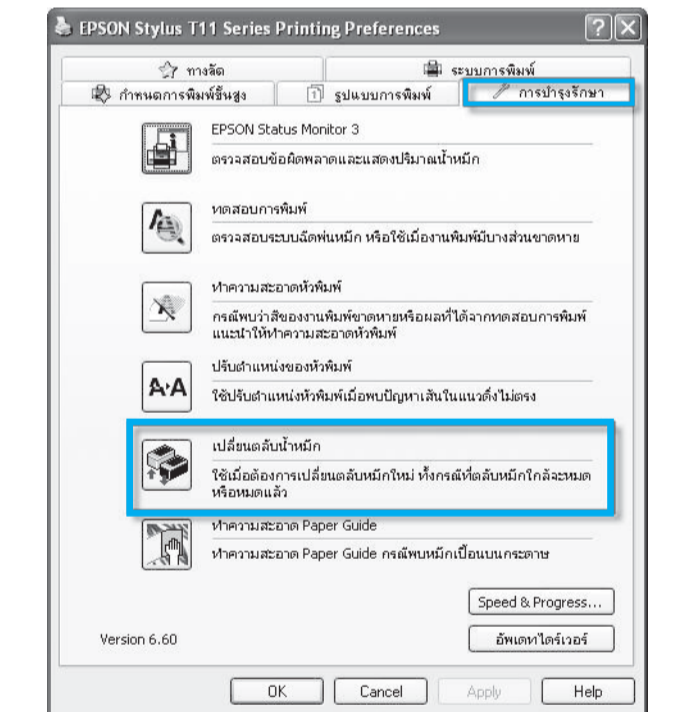 EPSON Stylus T11 Series Printing Preferences
ทางลัด
ระบบการพิมพ์
กำหนดการพิมพ์ขั้นสูง
รูปแบบการพิมพ์
การบำรุงรักษา
EPSON Status Monitor 3
ตรวจสอบข้อผิดพลาดและแสดงปริมาณน้ำหมึก
ทดสอบการพิมพ์
ตรวจสอบระบบฉีดพ่นหมึก หรือใช้เมื่องานพิมพ์มีบางส่วนขาดหาย
ทำความสะอาดหัวพิมพ์
กรณีพบว่าสีของงานพิมพ์ขาดหายหรือผลที่ได้จากทดสอบการพิมพ์
แนะนำให้ทำความสะอาดหัวพิมพ์
ปรับตำแหน่งของหัวพิมพ์
ใช้ปรับตำแหน่งหัวพิมพ์เมื่อพบปัญหาเส้นในแนวดิ่งไม่ตรง
เปลี่ยนตลับน้ำหมึก
ใช้เมื่อต้องการเปลี่ยนตลับหมึกใหม่ ทั้งกรณีที่ตลับหมึกใกล้จะหมด
หรือหมดแล้ว
ทำความสะอาด Paper Guide
ทำความสะอาด Paper Guide กรณีพบหมึกเปื้อนบนกระดาษ
Speed & Progress...
Version 6.60
อัพเดทไดร์เวอร์
OK
Cancel
Apply
Help